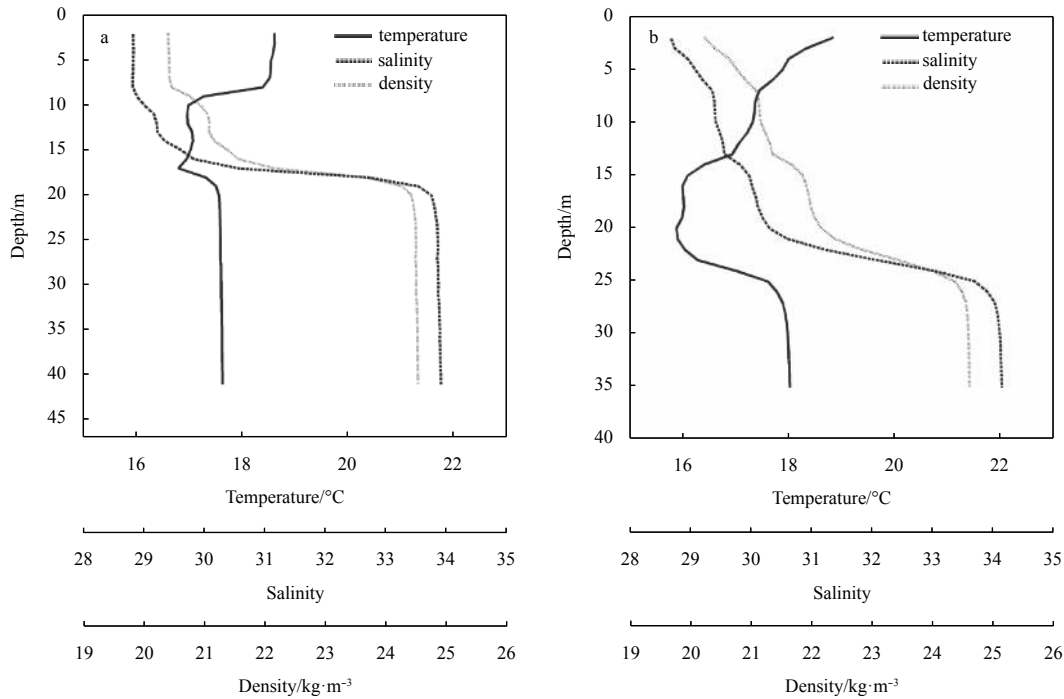 0
5
10
15
20
25
30
35
40
45
Depth/m
a
temperature
salinity
density
16 18 20 22
Temperature/°C
28 29 30 31 32 33 34 35
Salinity
19 20 21 22 23 24 25 26
Density/kg·m⁻³
0
5
10
15
20
25
30
35
40
Depth/m
b
temperature
salinity
density
16 18 20 22
Temperature/°C
28 29 30 31 32 33 34 35
Salinity
19 20 21 22 23 24 25 26
Density/kg·m⁻³